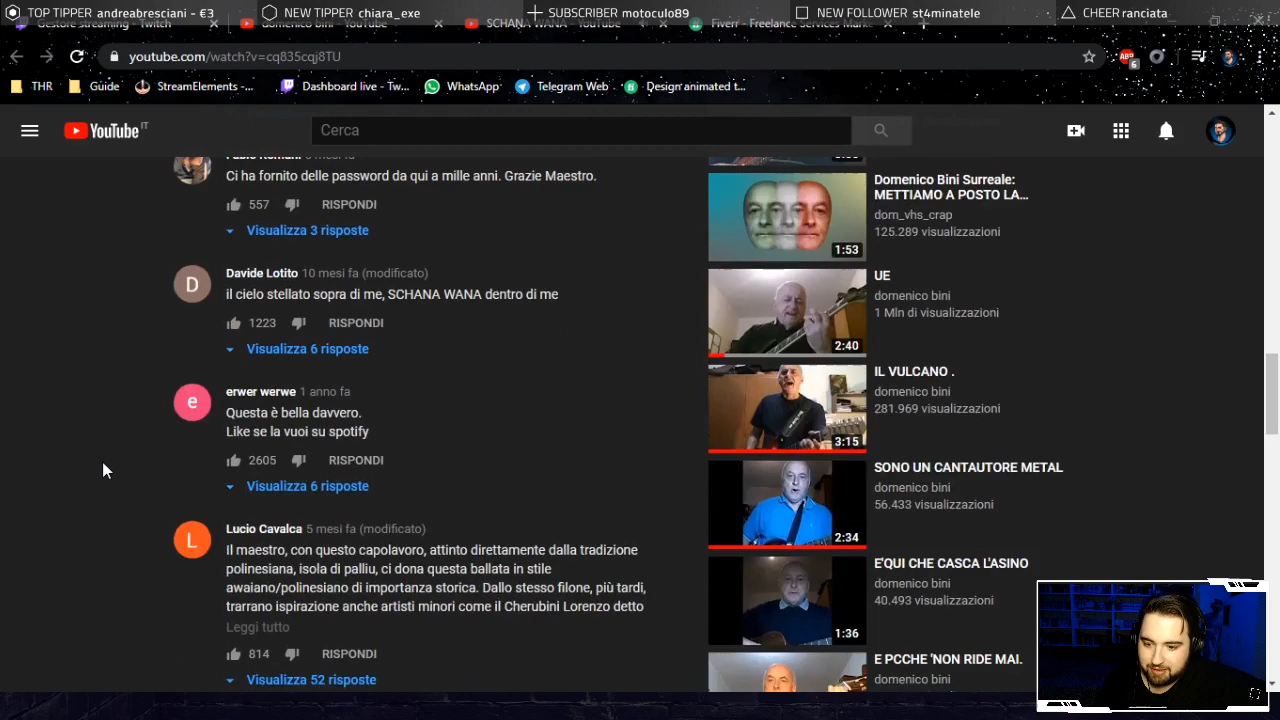 TOP TIPPER andreabresciani - €3
NEW TIPPER chiara_exe
SUBSCRIBER motoculo89
NEW FOLLOWER st4minatele
CHEER ranciata
Gestore streaming - Twitch
domenico bini - YouTube
SCHANA WANA - YouTube
Fiverr - Freelance Services Marke
youtube.com/watch?v=cq835cqj8TU
ABP
6
THR
Guide
StreamElements -...
Dashboard live - Tw...
WhatsApp
Telegram Web
Design animated t...
YouTube IT
Cerca
Ci ha fornito delle password da qui a mille anni. Grazie Maestro.
557 RISPONDI
Visualizza 3 risposte
D
Davide Lotito 10 mesi fa (modificato)
il cielo stellato sopra di me, SCHANA WANA dentro di me
1223 RISPONDI
Visualizza 6 risposte
e
erwer werwe 1 anno fa
Questa è bella davvero.
Like se la vuoi su spotify
2605 RISPONDI
Visualizza 6 risposte
L
Lucio Cavalca 5 mesi fa (modificato)
Il maestro, con questo capolavoro, attinto direttamente dalla tradizione
polinesiana, isola di palliu, ci dona questa ballata in stile
awaiano/polinesiano di importanza storica. Dallo stesso filone, più tardi,
trarrano ispirazione anche artisti minori come il Cherubini Lorenzo detto
Leggi tutto
814 RISPONDI
Visualizza 52 risposte
Domenico Bini Surreale:
METTIAMO A POSTO LA...
dom_vhs_crap
125.289 visualizzazioni
1:53
UE
domenico bini
1 Mln di visualizzazioni
2:40
IL VULCANO .
domenico bini
281.969 visualizzazioni
3:15
SONO UN CANTAUTORE METAL
domenico bini
56.433 visualizzazioni
2:34
E'QUI CHE CASCA L'ASINO
domenico bini
40.493 visualizzazioni
1:36
E PCCHE 'NON RIDE MAI.
domenico bini